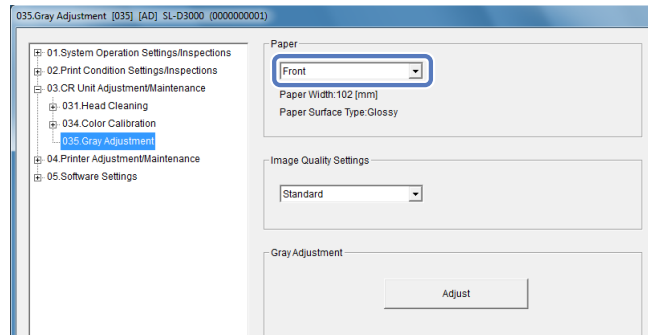 035.Gray Adjustment [035] [AD] SL-D3000 (0000000001)
01.System Operation Settings/Inspections
02.Print Condition Settings/Inspections
03.CR Unit Adjustment/Maintenance
031.Head Cleaning
034.Color Calibration
035.Gray Adjustment
04.Printer Adjustment/Maintenance
05.Software Settings
Paper
Front
Paper Width:102 [mm]
Paper Surface Type:Glossy
Image Quality Settings
Standard
Gray Adjustment
Adjust